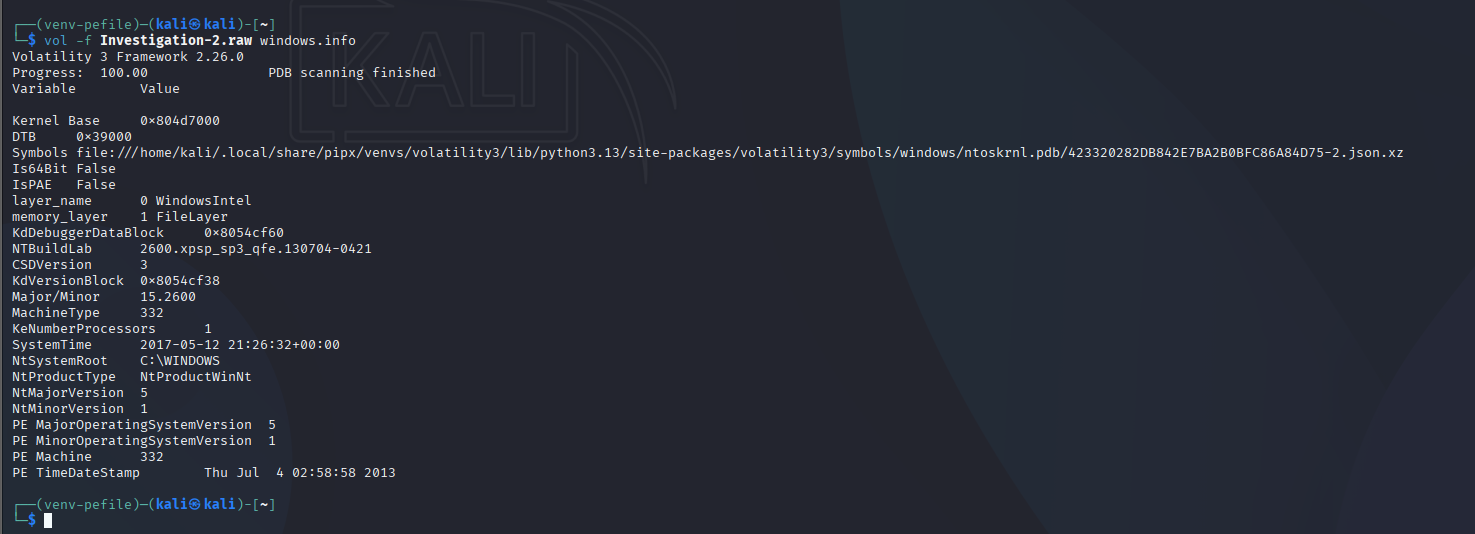 ┌──(venv-pefile)─(kali㉿kali)-[~]
└─$ vol -f Investigation-2.raw windows.info
Volatility 3 Framework 2.26.0
Progress:  100.00               PDB scanning finished
Variable        Value
Kernel Base     0×804d7000
DTB     0×39000
Symbols file:///home/kali/.local/share/pipx/venvs/volatility3/lib/python3.13/site-packages/volatility3/symbols/windows/ntoskrnl.pdb/423320282DB842E7BA2B0BFC86A84D75-2.json.xz
Is64Bit False
IsPAE   False
layer_name      0 WindowsIntel
memory_layer    1 FileLayer
KdDebuggerDataBlock     0×8054cf60
NTBuildLab      2600.xpsp_sp3_qfe.130704-0421
CSDVersion      3
KdVersionBlock  0×8054cf38
Major/Minor     15.2600
MachineType     332
KeNumberProcessors      1
SystemTime      2017-05-12 21:26:32+00:00
NtSystemRoot    C:\WINDOWS
NtProductType   NtProductWinNt
NtMajorVersion  5
NtMinorVersion  1
PE MajorOperatingSystemVersion  5
PE MinorOperatingSystemVersion  1
PE Machine      332
PE TimeDateStamp        Thu Jul  4 02:58:58 2013
┌──(venv-pefile)─(kali㉿kali)-[~]
└─$
KALI